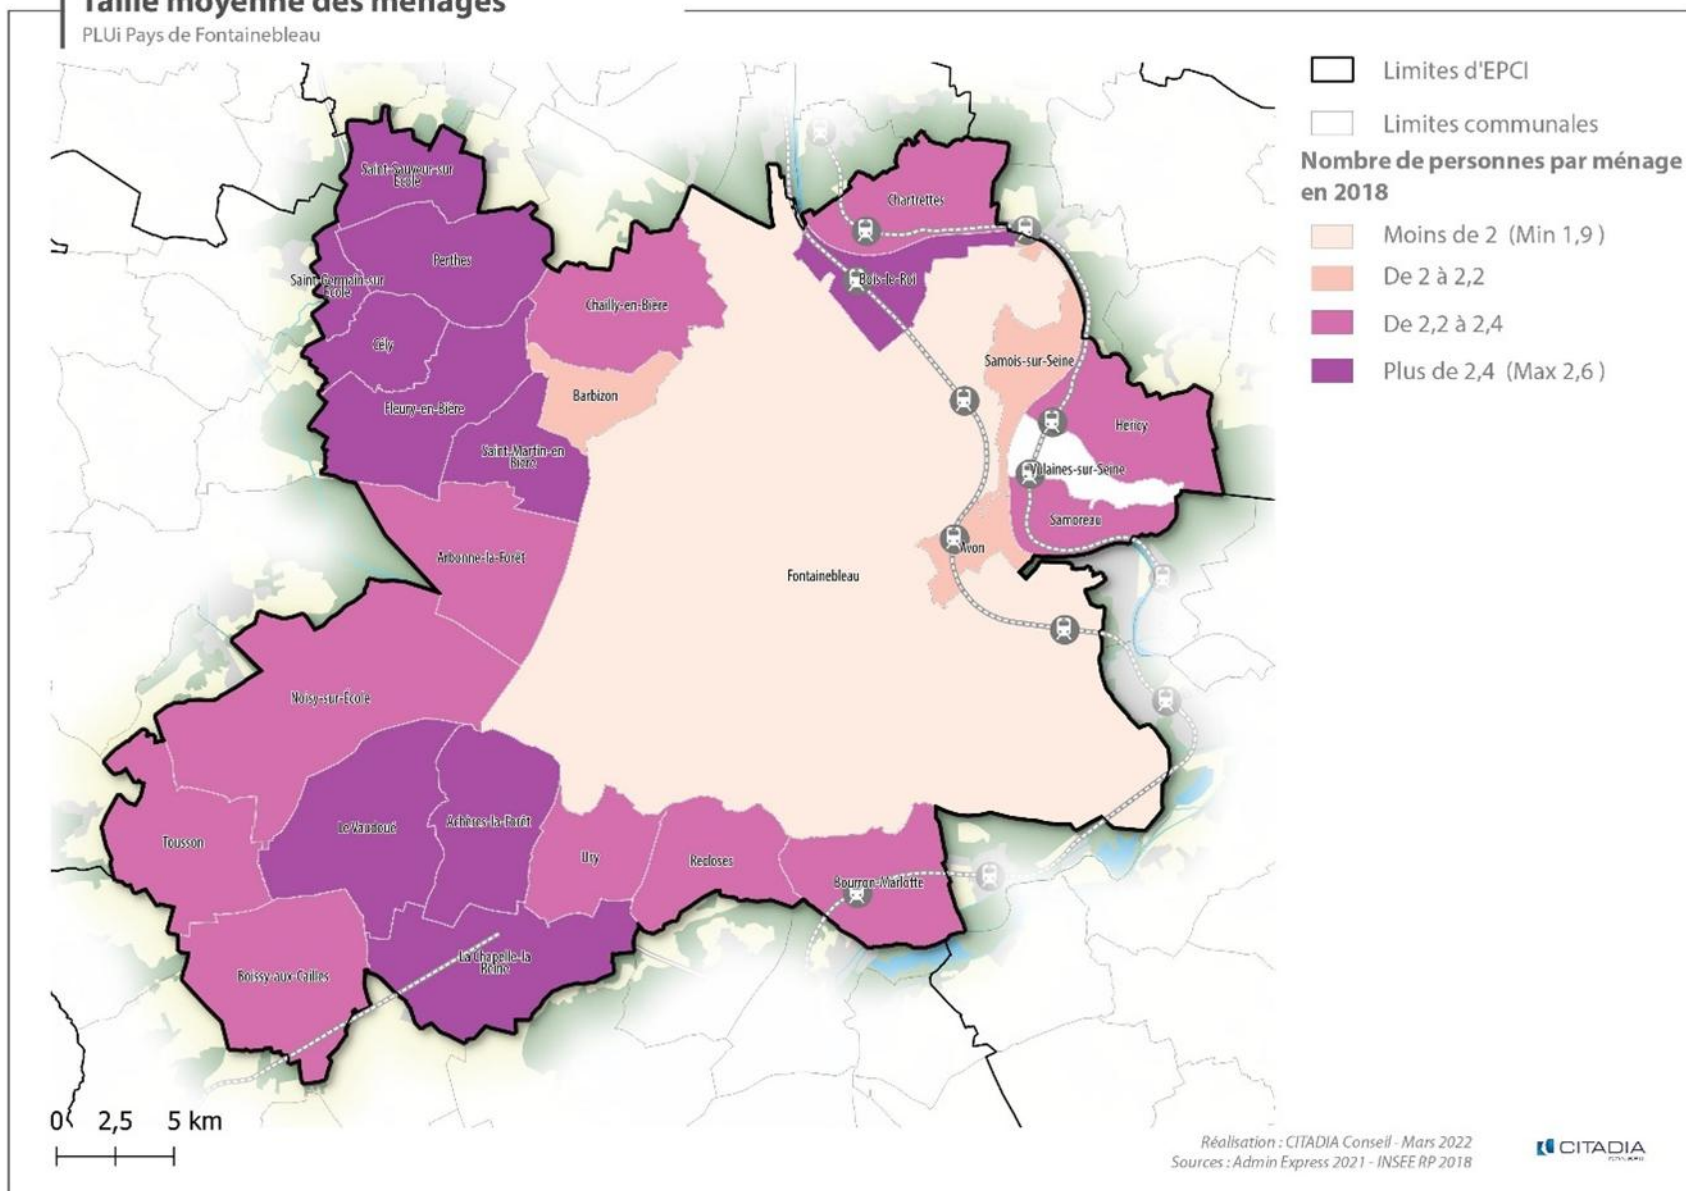 Taille moyenne des ménages
PLUi Pays de Fontainebleau
Limites d'EPCI
Limites communales
Nombre de personnes par ménage
en 2018
Moins de 2 (Min 1,9 )
De 2 à 2,2
De 2,2 à 2,4
Plus de 2,4 (Max 2,6 )
Saint-Sauveur-sur
École
Chartrettes
Perthes
Saint-Germain-sur
École
Bois-le-Roi
Chailly-en-Bière
Cély
Samois-sur-Seine
Barbizon
Fleury-en-Bière
Héricy
Saint-Martin-en
Bière
Vulaines-sur-Seine
Samoreau
Avon
Arbonne-la-Forêt
Fontainebleau
Noisy-sur-École
Le Vaudoué
Achères-la-Forêt
Tousson
Ury
Recloses
Bourron-Marlotte
La Chapelle-la
Reine
Boissy-aux-Cailles
0 2,5 5 km
Réalisation : CITADIA Conseil - Mars 2022
Sources : Admin Express 2021 - INSEE RP 2018
CITADIA